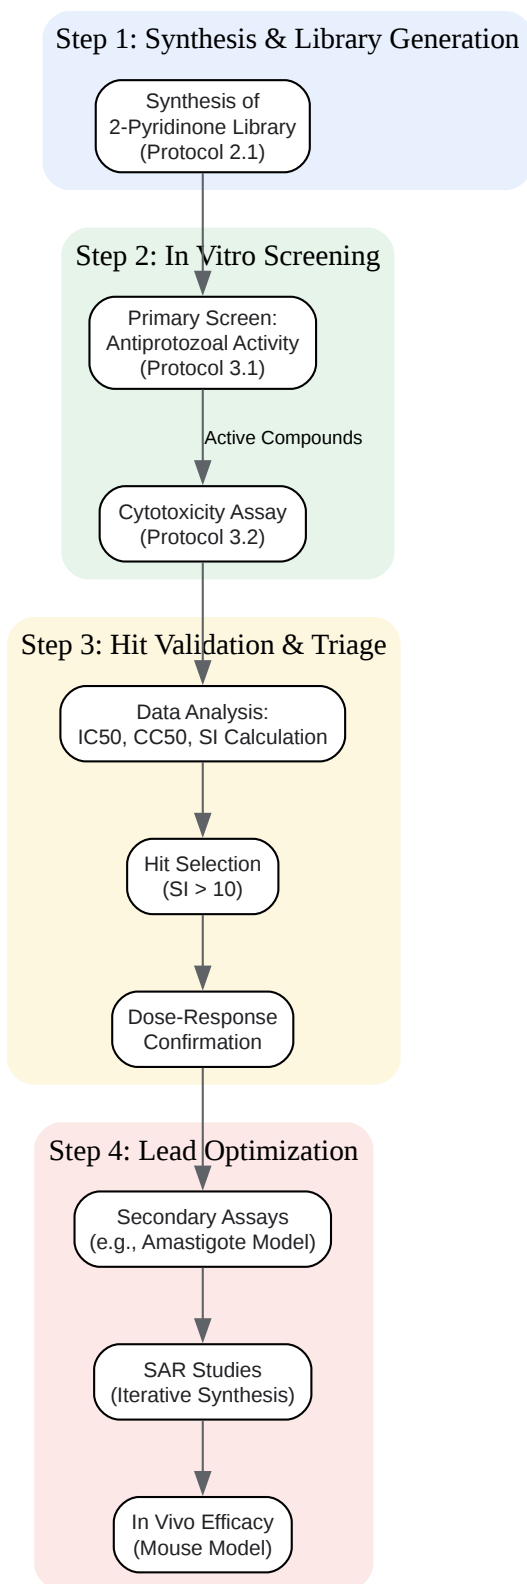 Step 1: Synthesis & Library Generation
Synthesis of
2-Pyridinone Library
(Protocol 2.1)
Step 2: In Vitro Screening
Primary Screen:
Antiprotozoal Activity
(Protocol 3.1)
Active Compounds
Cytotoxicity Assay
(Protocol 3.2)
Step 3: Hit Validation & Triage
Data Analysis:
IC50, CC50, SI Calculation
Hit Selection
(SI > 10)
Dose-Response
Confirmation
Step 4: Lead Optimization
Secondary Assays
(e.g., Amastigote Model)
SAR Studies
(Iterative Synthesis)
In Vivo Efficacy
(Mouse Model)